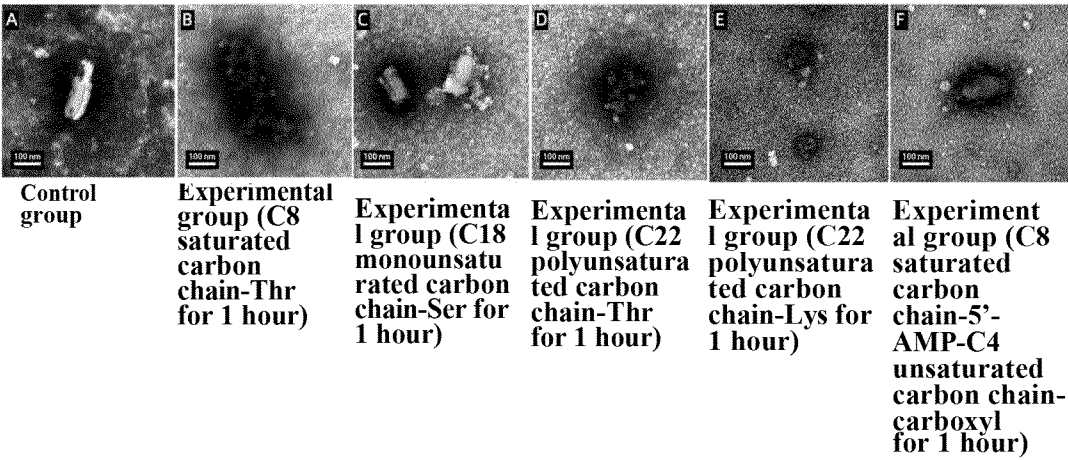 A
B
C
D
E
F
100 nm
100 nm
100 nm
100 nm
100 nm
100 nm
Control
group
Experimental
group (C8
saturated
carbon
chain-Thr
for 1 hour)
Experimenta
l group (C18
monounsatu
rated carbon
chain-Ser for
1 hour)
Experimenta
l group (C22
polyunsatura
ted carbon
chain-Thr
for 1 hour)
Experimenta
l group (C22
polyunsatura
ted carbon
chain-Lys for
1 hour)
Experiment
al group (C8
saturated
carbon
chain-5’-
AMP-C4
unsaturated
carbon chain-
carboxyl
for 1 hour)